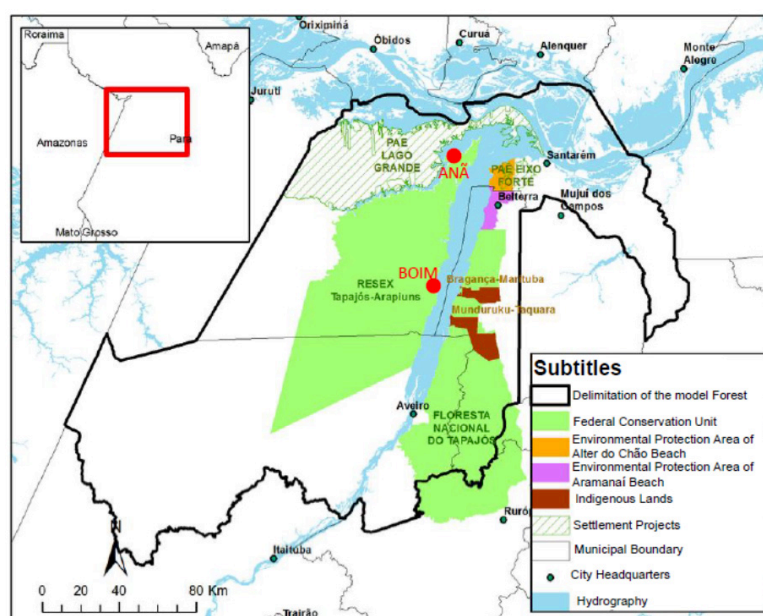 Roraima
Amapá
Amazonas
Para
Mato Grosso
Oriximiná
Óbidos
Curuá
Alenquer
Monte
Alegre
Juruti
PAE
LAGO
GRANDE
ANÃ
PAE EIXO
FORTE
Santarém
Belterra
Mujuí dos
Campos
BOIM
RESEX
Tapajós-Arapiuns
Bragança-Marituba
Munduruku-Taquara
Aveiro
FLORESTA
NACIONAL
DO TAPAJÓS
Ruróp
Itaituba
Trairão
N
0 20 40 80 Km
Subtitles
Delimitation of the model Forest
Federal Conservation Unit
Environmental Protection Area of
Alter do Chão Beach
Environmental Protection Area of
Aramanaí Beach
Indigenous Lands
Settlement Projects
Municipal Boundary
City Headquarters
Hydrography